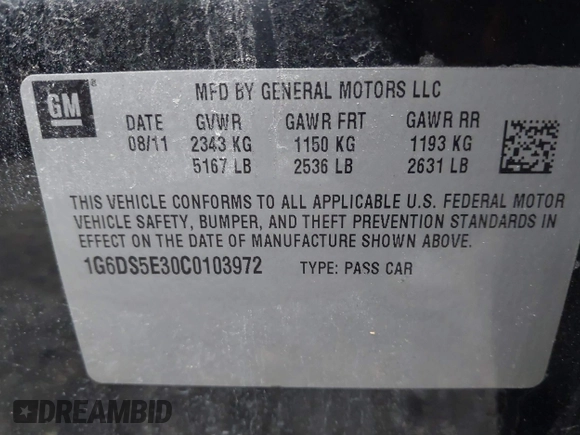 GM
®
MFD BY GENERAL MOTORS LLC
DATE GVWR GAWR FRT GAWR RR
08/11 2343 KG 1150 KG 1193 KG
5167 LB 2536 LB 2631 LB
THIS VEHICLE CONFORMS TO ALL APPLICABLE U.S. FEDERAL MOTOR
VEHICLE SAFETY, BUMPER, AND THEFT PREVENTION STANDARDS IN
EFFECT ON THE DATE OF MANUFACTURE SHOWN ABOVE.
1G6DS5E30C0103972 TYPE: PASS CAR
DREAMBID